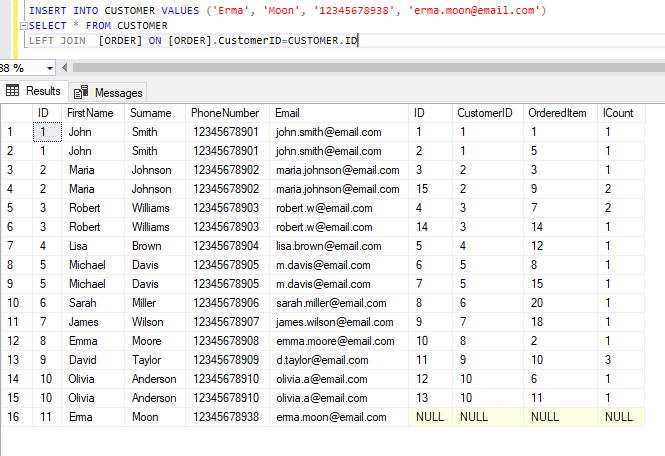 INSERT INTO CUSTOMER VALUES ('Erma', 'Moon', '12345678938', 'erma.moon@email.com')
SELECT * FROM CUSTOMER
LEFT JOIN  [ORDER] ON [ORDER].CustomerID=CUSTOMER.ID
38 %
Results Messages
ID FirstName Surname PhoneNumber Email ID CustomerID OrderedItem ICount
1 1 John Smith 12345678901 john.smith@email.com 1 1 1 1
2 1 John Smith 12345678901 john.smith@email.com 2 1 5 1
3 2 Maria Johnson 12345678902 maria.johnson@email.com 3 2 3 1
4 2 Maria Johnson 12345678902 maria.johnson@email.com 15 2 9 2
5 3 Robert Williams 12345678903 robert.w@email.com 4 3 7 2
6 3 Robert Williams 12345678903 robert.w@email.com 14 3 14 1
7 4 Lisa Brown 12345678904 lisa.brown@email.com 5 4 12 1
8 5 Michael Davis 12345678905 m.davis@email.com 6 5 8 1
9 5 Michael Davis 12345678905 m.davis@email.com 7 5 15 1
10 6 Sarah Miller 12345678906 sarah.miller@email.com 8 6 20 1
11 7 James Wilson 12345678907 james.wilson@email.com 9 7 18 1
12 8 Emma Moore 12345678908 emma.moore@email.com 10 8 2 1
13 9 David Taylor 12345678909 d.taylor@email.com 11 9 10 3
14 10 Olivia Anderson 12345678910 olivia.a@email.com 12 10 6 1
15 10 Olivia Anderson 12345678910 olivia.a@email.com 13 10 11 1
16 11 Erma Moon 12345678938 erma.moon@email.com NULL NULL NULL NULL